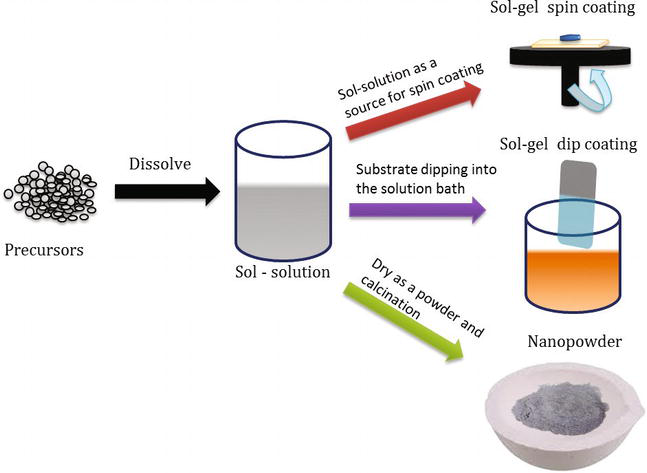 Sol-gel spin coating
Sol-solution as a
source for spin coating
Sol-gel dip coating
Dissolve
Substrate dipping into
the solution bath
Precursors
Sol - solution
Dry as a powder and
calcination
Nanopowder